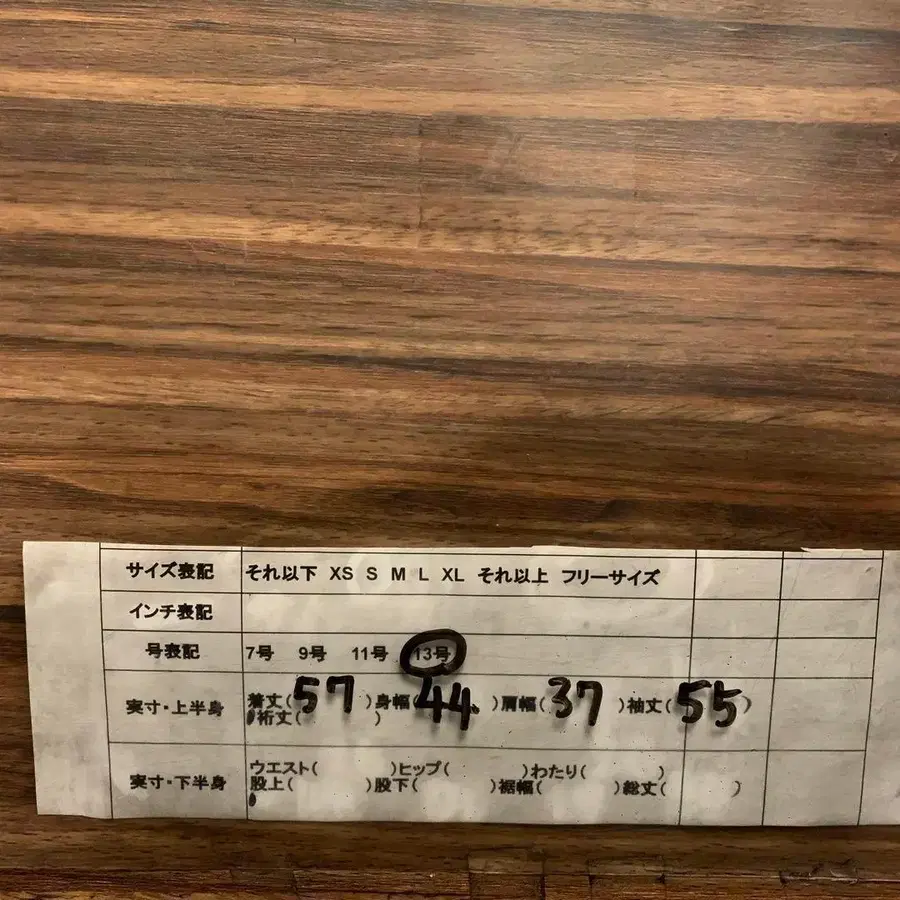 サイズ表記 それ以下 XS S M L XL それ以上 フリーサイズ
インチ表記
号表記 7号 9号 11号 13号
実寸・上半身 着丈(57)身幅(44)肩幅(37)袖丈(55)
裄丈( )
実寸・下半身 ウエスト( )ヒップ( )わたり( )
股上( )股下( )裾幅( )総丈( )